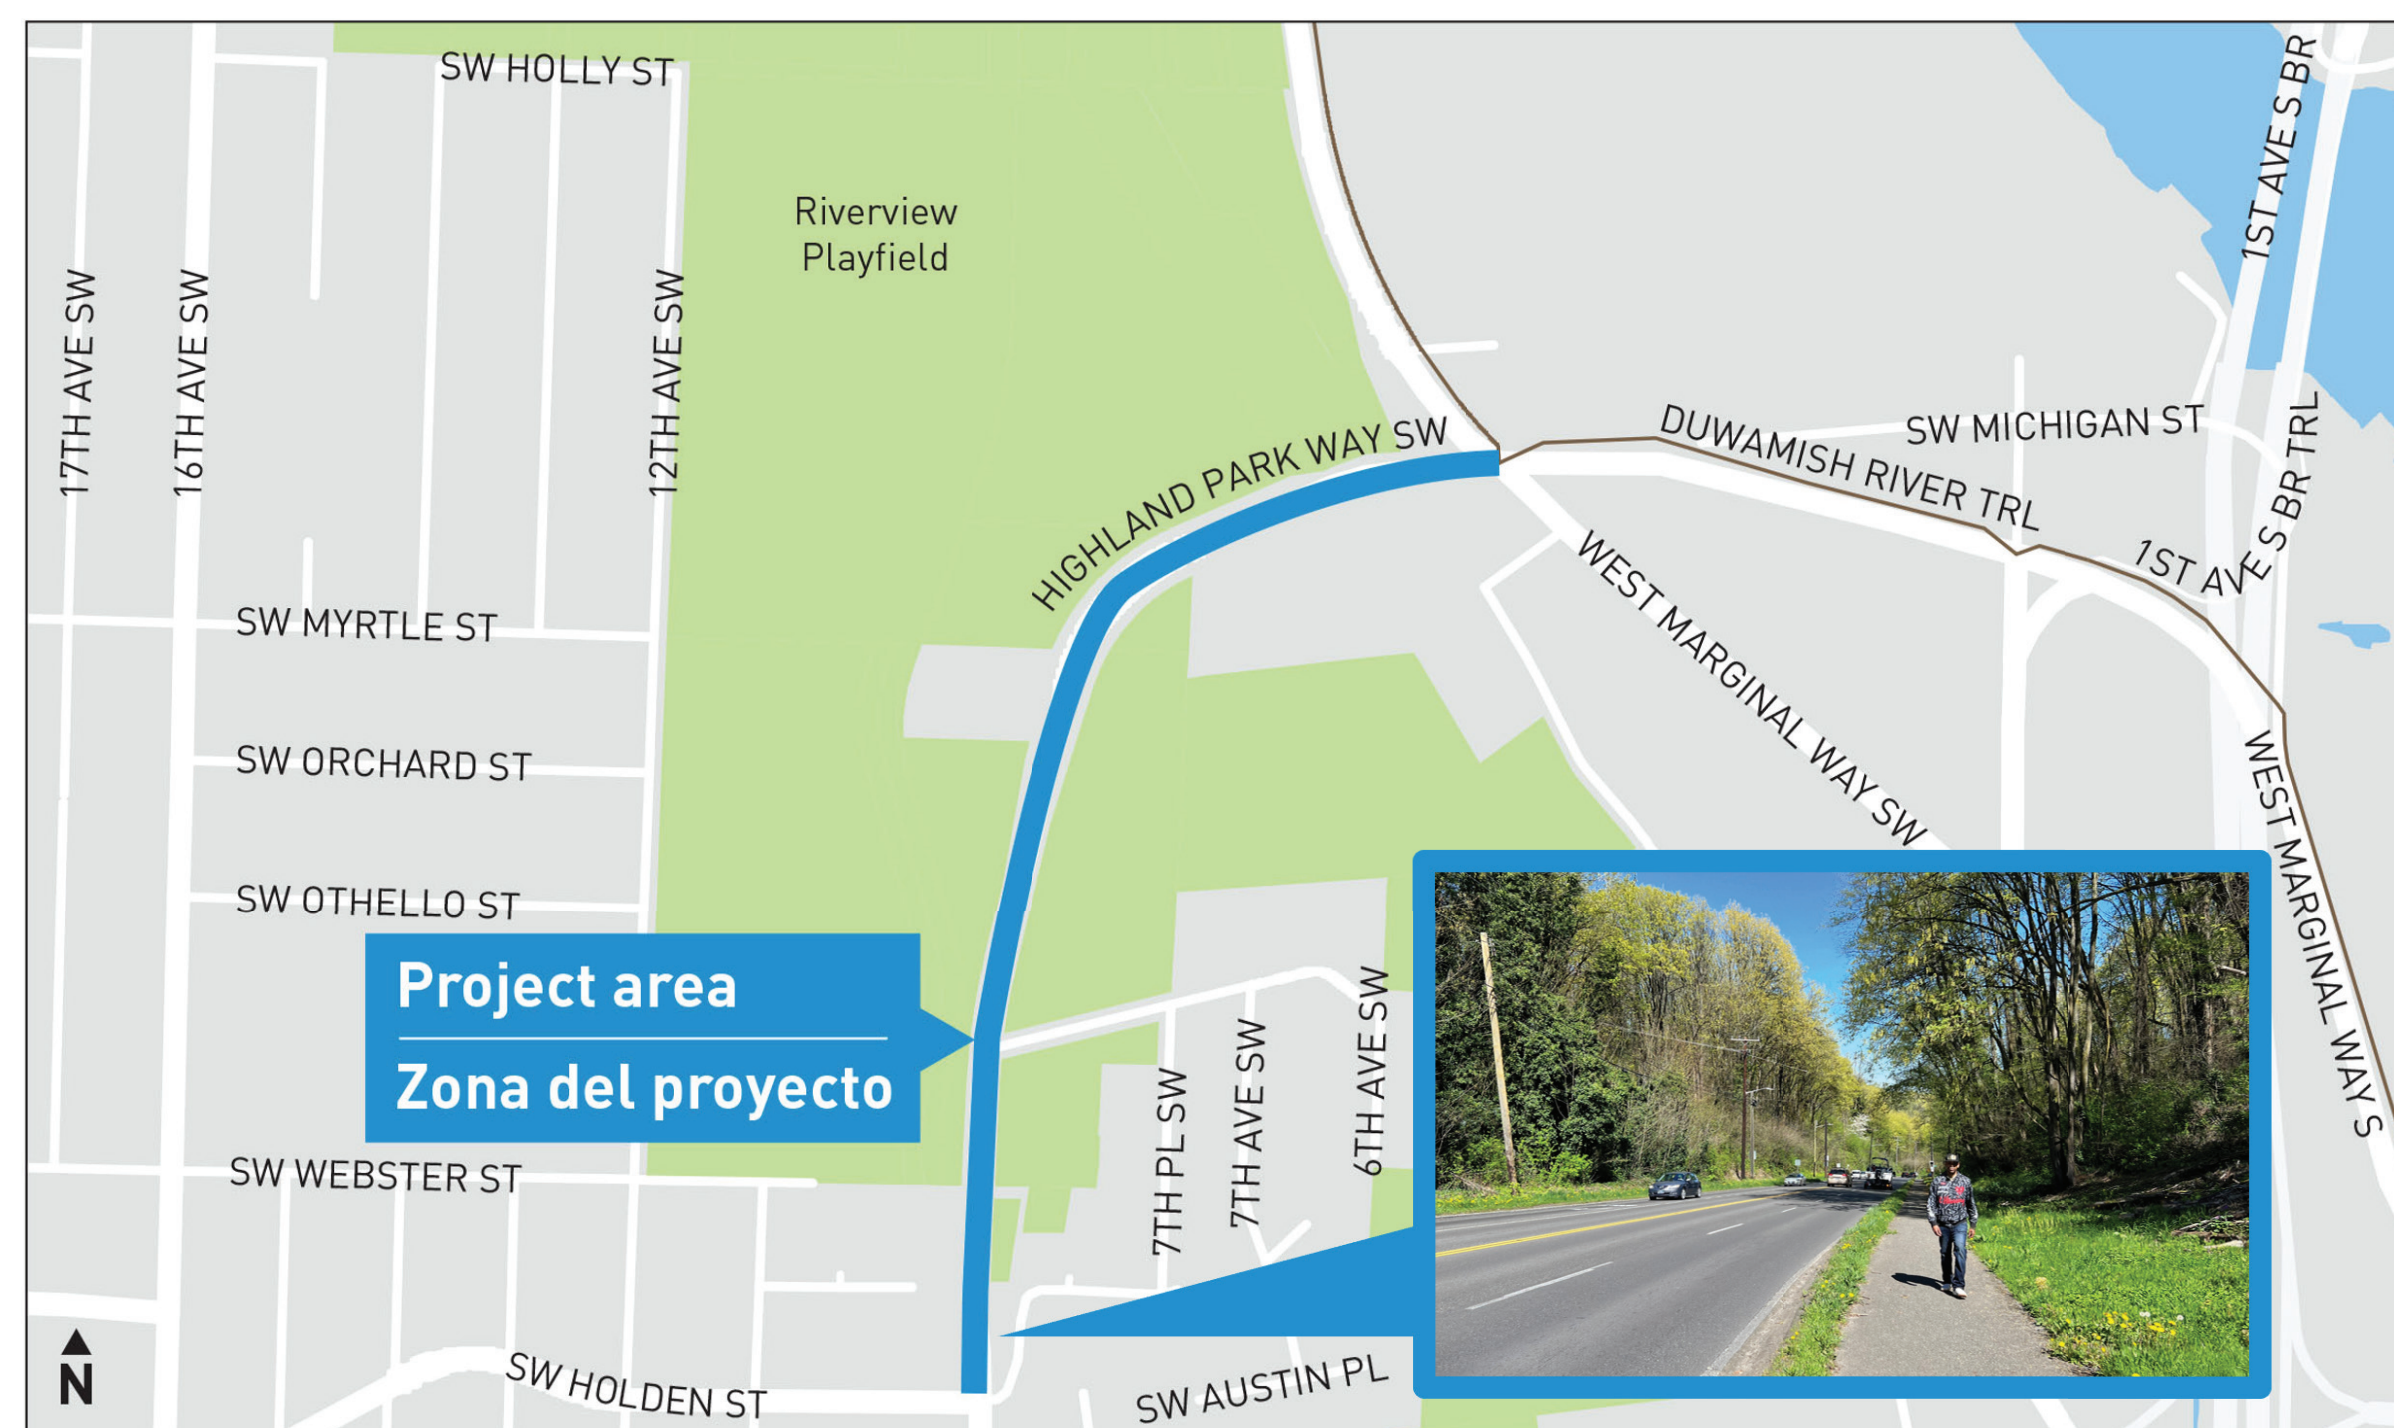 SW HOLLY ST
1ST AVE S BR
Riverview
Playfield
17TH AVE SW
16TH AVE SW
12TH AVE SW
HIGHLAND PARK WAY SW
DUWAMISH RIVER TRL
SW MICHIGAN ST
1ST AVE S BR TRL
SW MYRTLE ST
WEST MARGINAL WAY SW
SW ORCHARD ST
WEST MARGINAL WAY S
SW OTHELLO ST
Project area
Zona del proyecto
7TH PL SW
7TH AVE SW
6TH AVE SW
SW WEBSTER ST
N
SW HOLDEN ST
SW AUSTIN PL